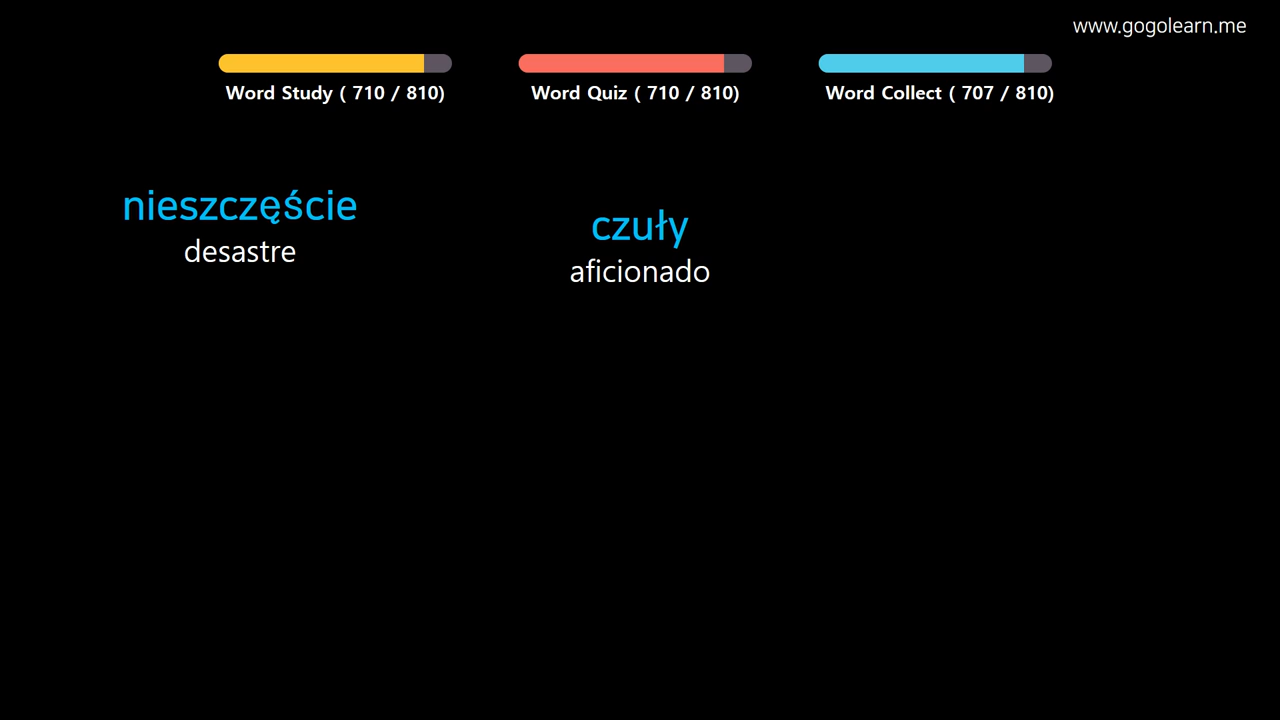 www.gogolearn.me
Word Study ( 710 / 810)
Word Quiz ( 710 / 810)
Word Collect ( 707 / 810)
nieszczęście
desastre
czuły
aficionado